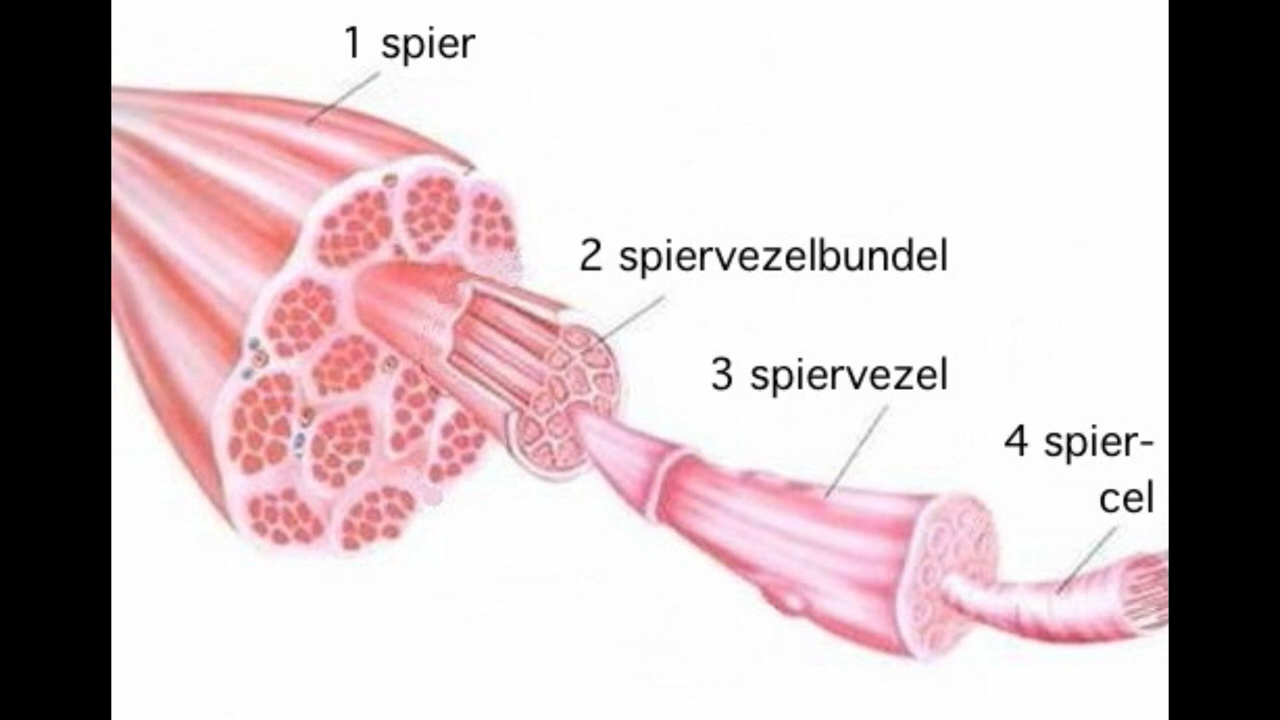 1 spier
2 spiervezelbundel
3 spiervezel
4 spier-
cel